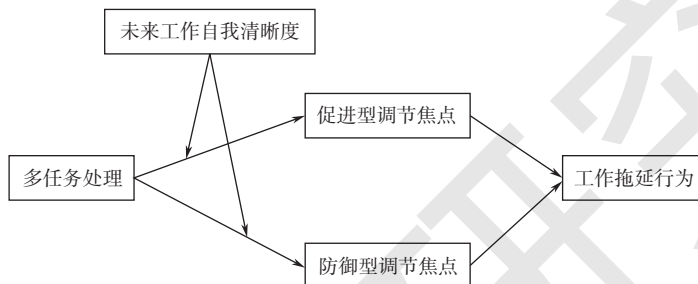 未来工作自我清晰度
促进型调节焦点
多任务处理
工作拖延行为
防御型调节焦点